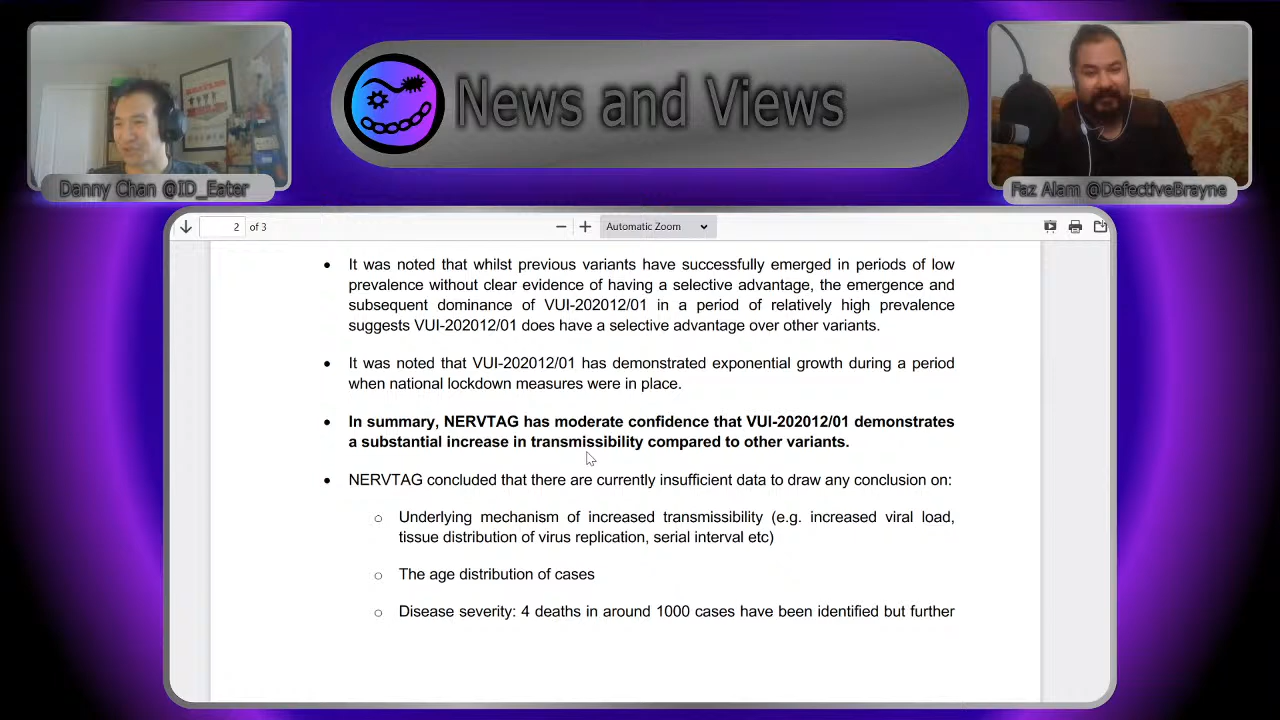 News and Views
Danny Chan @ID_Eater
Faz Alam @DefectiveBrayne
2 of 3
Automatic Zoom
• It was noted that whilst previous variants have successfully emerged in periods of low
prevalence without clear evidence of having a selective advantage, the emergence and
subsequent dominance of VUI-202012/01 in a period of relatively high prevalence
suggests VUI-202012/01 does have a selective advantage over other variants.
• It was noted that VUI-202012/01 has demonstrated exponential growth during a period
when national lockdown measures were in place.
• In summary, NERVTAG has moderate confidence that VUI-202012/01 demonstrates
a substantial increase in transmissibility compared to other variants.
• NERVTAG concluded that there are currently insufficient data to draw any conclusion on:
○ Underlying mechanism of increased transmissibility (e.g. increased viral load,
tissue distribution of virus replication, serial interval etc)
○ The age distribution of cases
○ Disease severity: 4 deaths in around 1000 cases have been identified but further